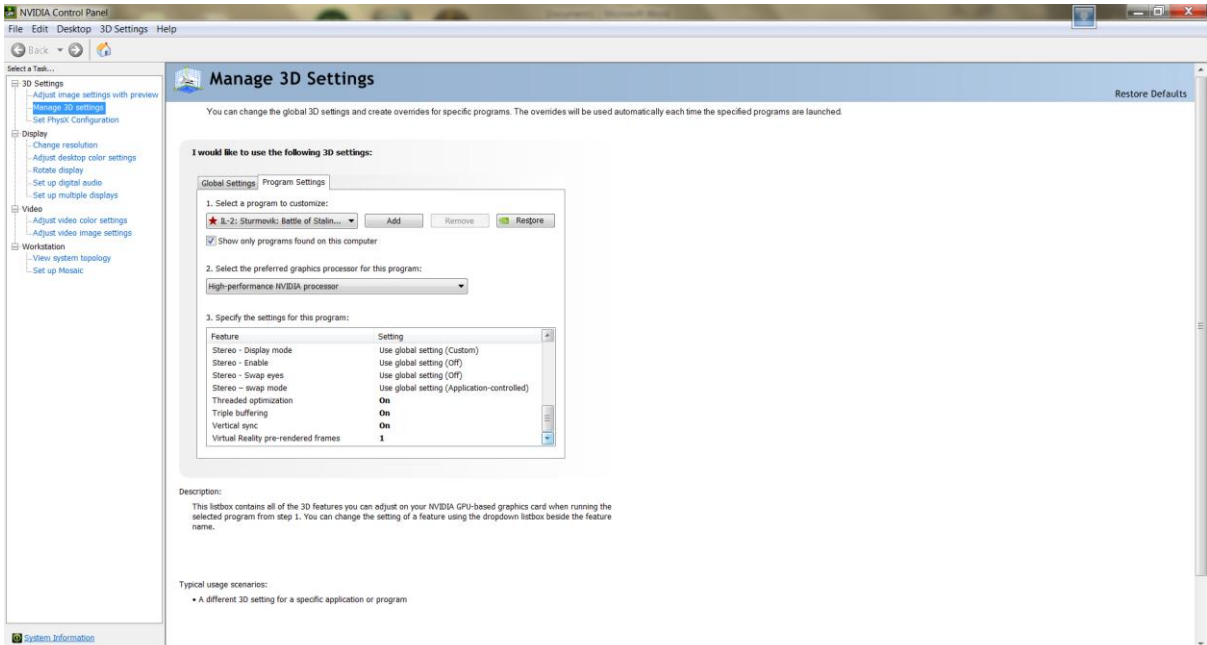 NVIDIA Control Panel
File Edit Desktop 3D Settings Help
Back
Select a Task...
3D Settings
Adjust image settings with preview
Manage 3D settings
Set PhysX Configuration
Display
Change resolution
Adjust desktop color settings
Rotate display
Set up digital audio
Set up multiple displays
Video
Adjust video color settings
Adjust video image settings
Workstation
View system topology
Set up Mosaic
System Information
Manage 3D Settings
Restore Defaults
You can change the global 3D settings and create overrides for specific programs. The overrides will be used automatically each time the specified programs are launched.
I would like to use the following 3D settings:
Global Settings Program Settings
1. Select a program to customize:
IL-2: Sturmovik: Battle of Stalin... Add Remove Restore
Show only programs found on this computer
2. Select the preferred graphics processor for this program:
High-performance NVIDIA processor
3. Specify the settings for this program:
Feature Setting
Stereo - Display mode Use global setting (Custom)
Stereo - Enable Use global setting (Off)
Stereo - Swap eyes Use global setting (Off)
Stereo – swap mode Use global setting (Application-controlled)
Threaded optimization On
Triple buffering On
Vertical sync On
Virtual Reality pre-rendered frames 1
Description:
This listbox contains all of the 3D features you can adjust on your NVIDIA GPU-based graphics card when running the
selected program from step 1. You can change the setting of a feature using the dropdown listbox beside the feature
name.
Typical usage scenarios:
• A different 3D setting for a specific application or program